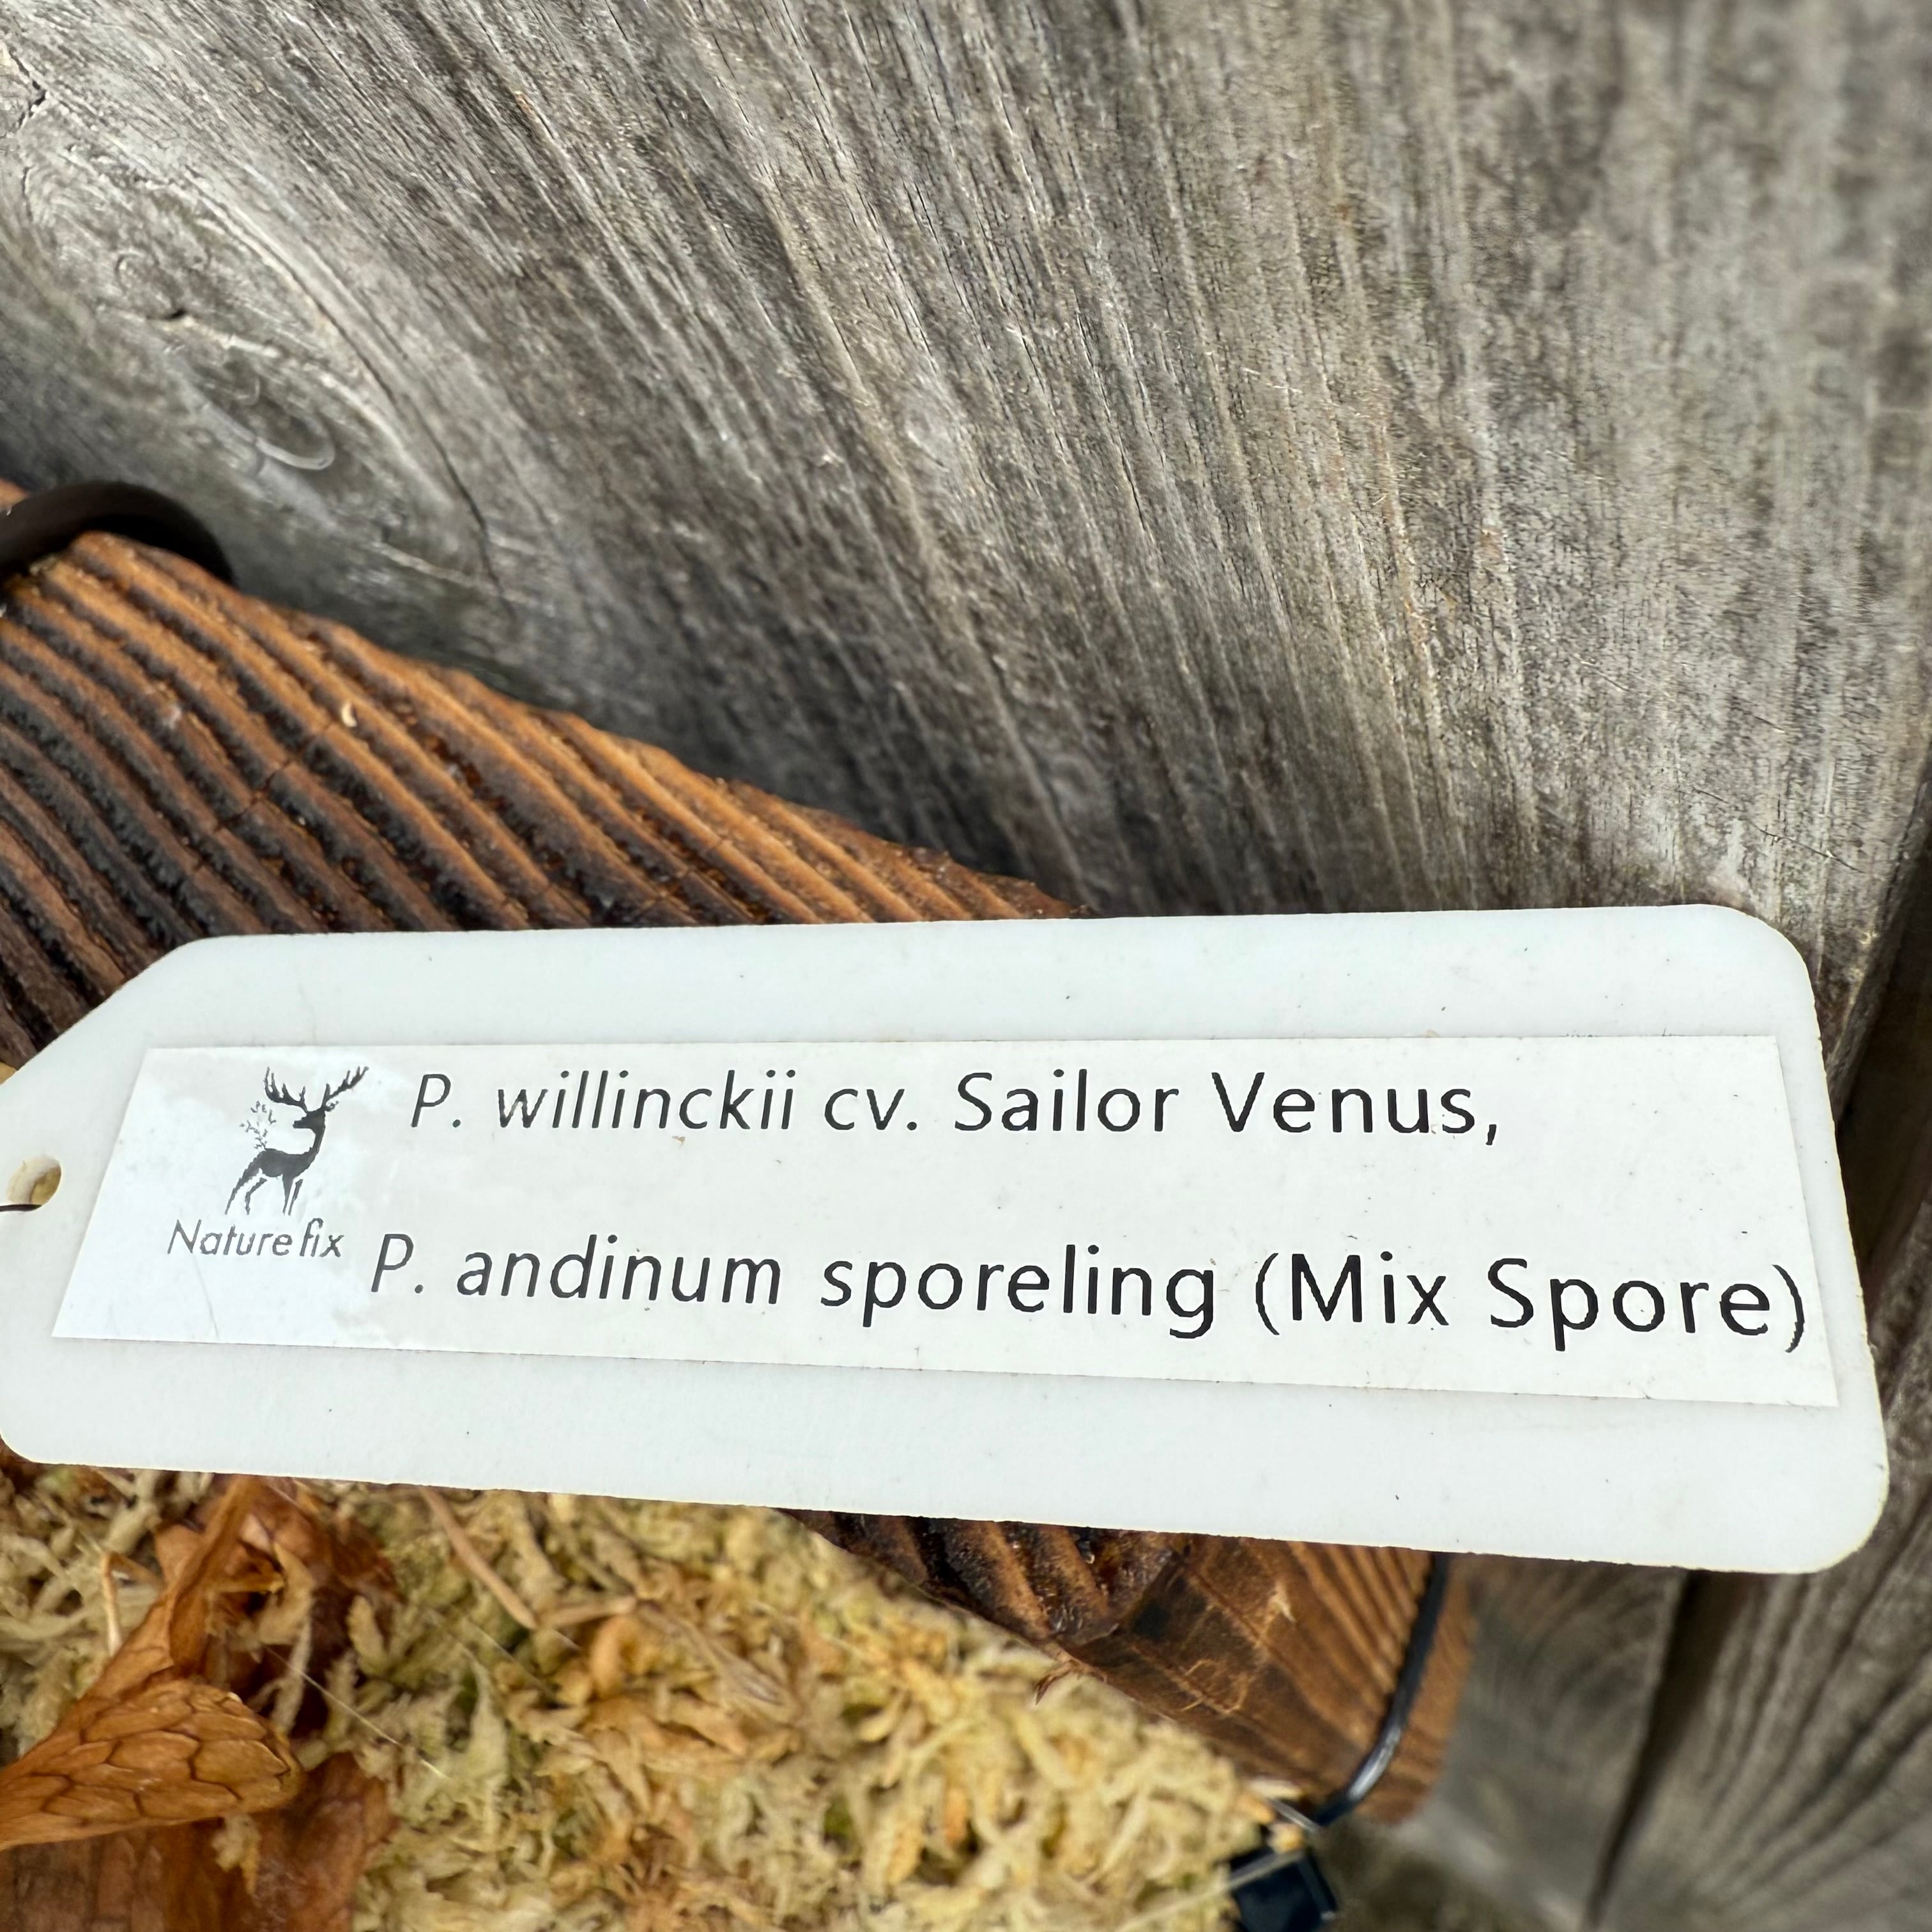 P. willinckii cv. Sailor Venus,
Nature fix
P. andinum sporeling (Mix Spore)